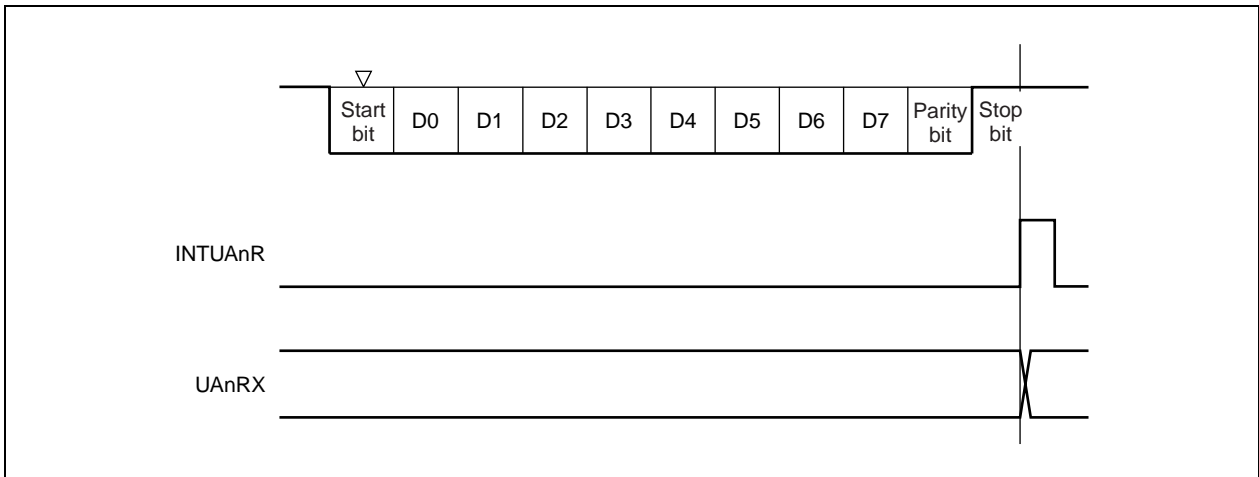 Start bit D0 D1 D2 D3 D4 D5 D6 D7 Parity bit Stop bit
INTUAnR
UAnRX